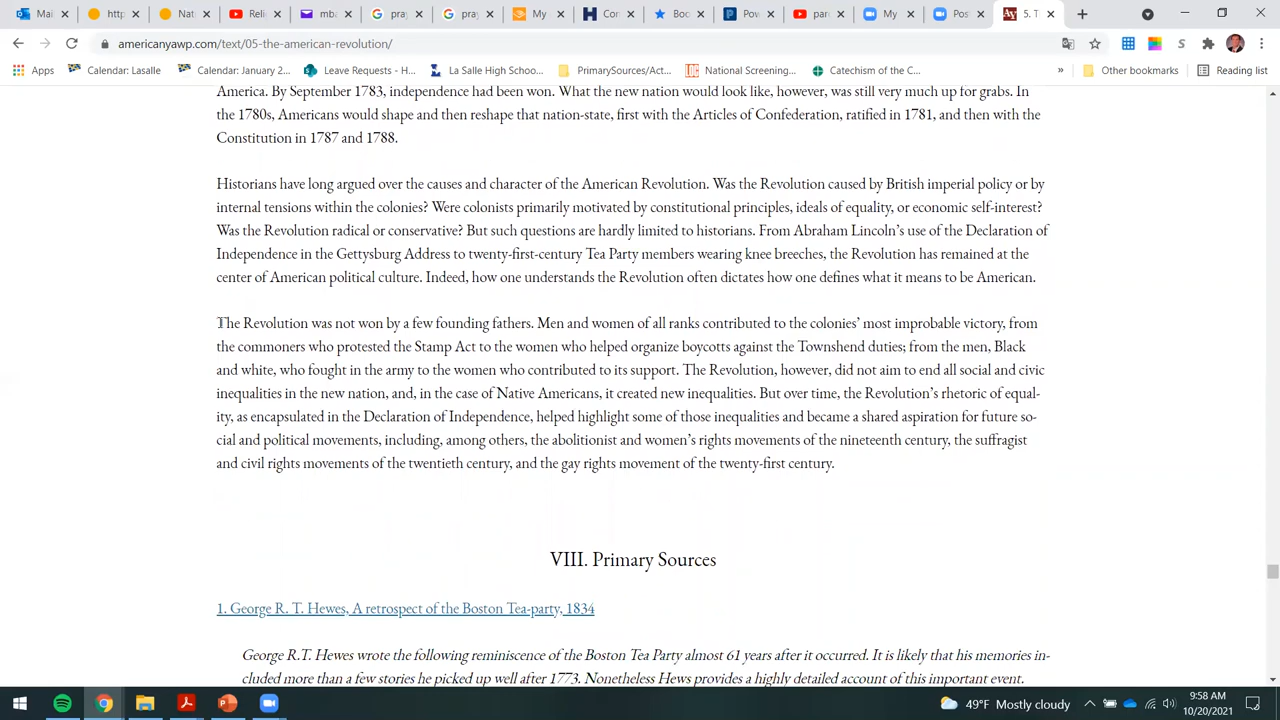 Mai
http
Nat
Relig
mba
pray
pray
My
Con
Boo
Pow
par
My
Pos
5. T
americanyawp.com/text/05-the-american-revolution/
Apps
Calendar: Lasalle
Calendar: January 2...
Leave Requests - H...
La Salle High Schoo...
PrimarySources/Act...
National Screening...
Catechism of the C...
»
Other bookmarks
Reading list
America. By September 1783, independence had been won. What the new nation would look like, however, was still very much up for grabs. In
the 1780s, Americans would shape and then reshape that nation-state, first with the Articles of Confederation, ratified in 1781, and then with the
Constitution in 1787 and 1788.
Historians have long argued over the causes and character of the American Revolution. Was the Revolution caused by British imperial policy or by
internal tensions within the colonies? Were colonists primarily motivated by constitutional principles, ideals of equality, or economic self-interest?
Was the Revolution radical or conservative? But such questions are hardly limited to historians. From Abraham Lincoln’s use of the Declaration of
Independence in the Gettysburg Address to twenty-first-century Tea Party members wearing knee breeches, the Revolution has remained at the
center of American political culture. Indeed, how one understands the Revolution often dictates how one defines what it means to be American.
The Revolution was not won by a few founding fathers. Men and women of all ranks contributed to the colonies’ most improbable victory, from
the commoners who protested the Stamp Act to the women who helped organize boycotts against the Townshend duties; from the men, Black
and white, who fought in the army to the women who contributed to its support. The Revolution, however, did not aim to end all social and civic
inequalities in the new nation, and, in the case of Native Americans, it created new inequalities. But over time, the Revolution’s rhetoric of equal-
ity, as encapsulated in the Declaration of Independence, helped highlight some of those inequalities and became a shared aspiration for future so-
cial and political movements, including, among others, the abolitionist and women’s rights movements of the nineteenth century, the suffragist
and civil rights movements of the twentieth century, and the gay rights movement of the twenty-first century.
VIII. Primary Sources
1. George R. T. Hewes, A retrospect of the Boston Tea-party, 1834
George R.T. Hewes wrote the following reminiscence of the Boston Tea Party almost 61 years after it occurred. It is likely that his memories in-
cluded more than a few stories he picked up well after 1773. Nonetheless Hews provides a highly detailed account of this important event.
49°F Mostly cloudy
9:58 AM
10/20/2021